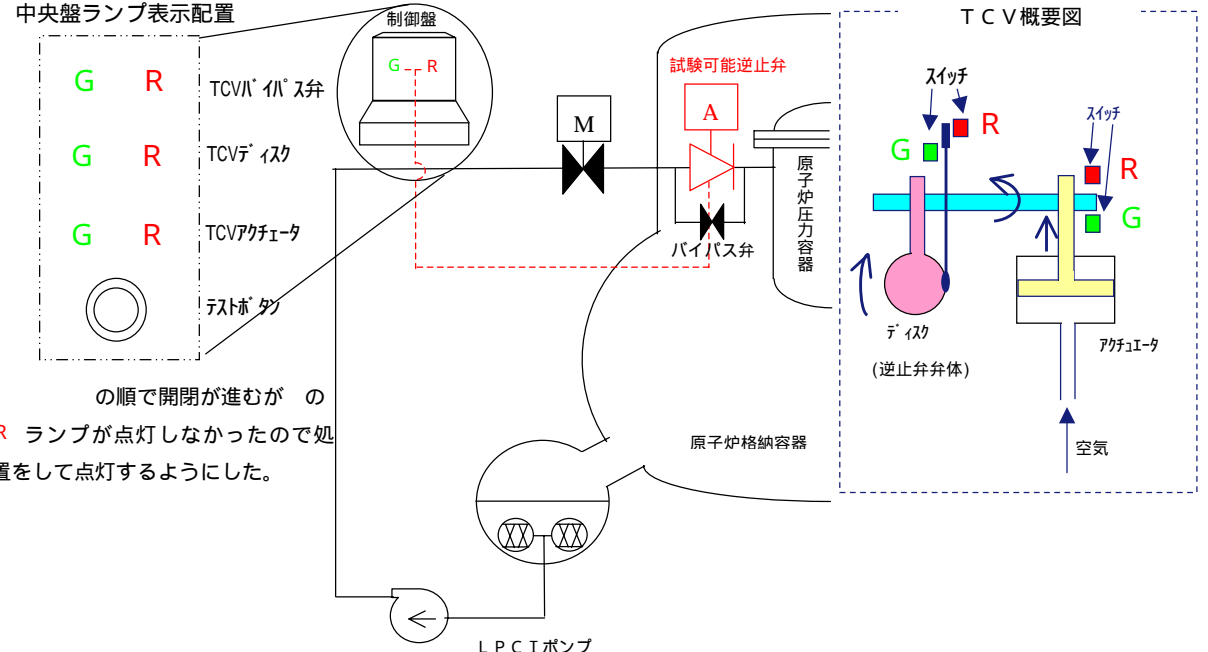 中央盤ランプ表示配置
G R TCVバイパス弁
G R TCVディスク
G R TCVアクチェータ
テストボタン
の順で開閉が進むが の
R ランプが点灯しなかったので処
置をして点灯するようにした。
制御盤
G R
M
試験可能逆止弁
A
バイパス弁
原子炉圧力容器
原子炉格納容器
LPCIポンプ
TCV概要図
スイッチ
R
G
スイッチ
R
G
ディスク
(逆止弁弁体)
アクチュエータ
空気